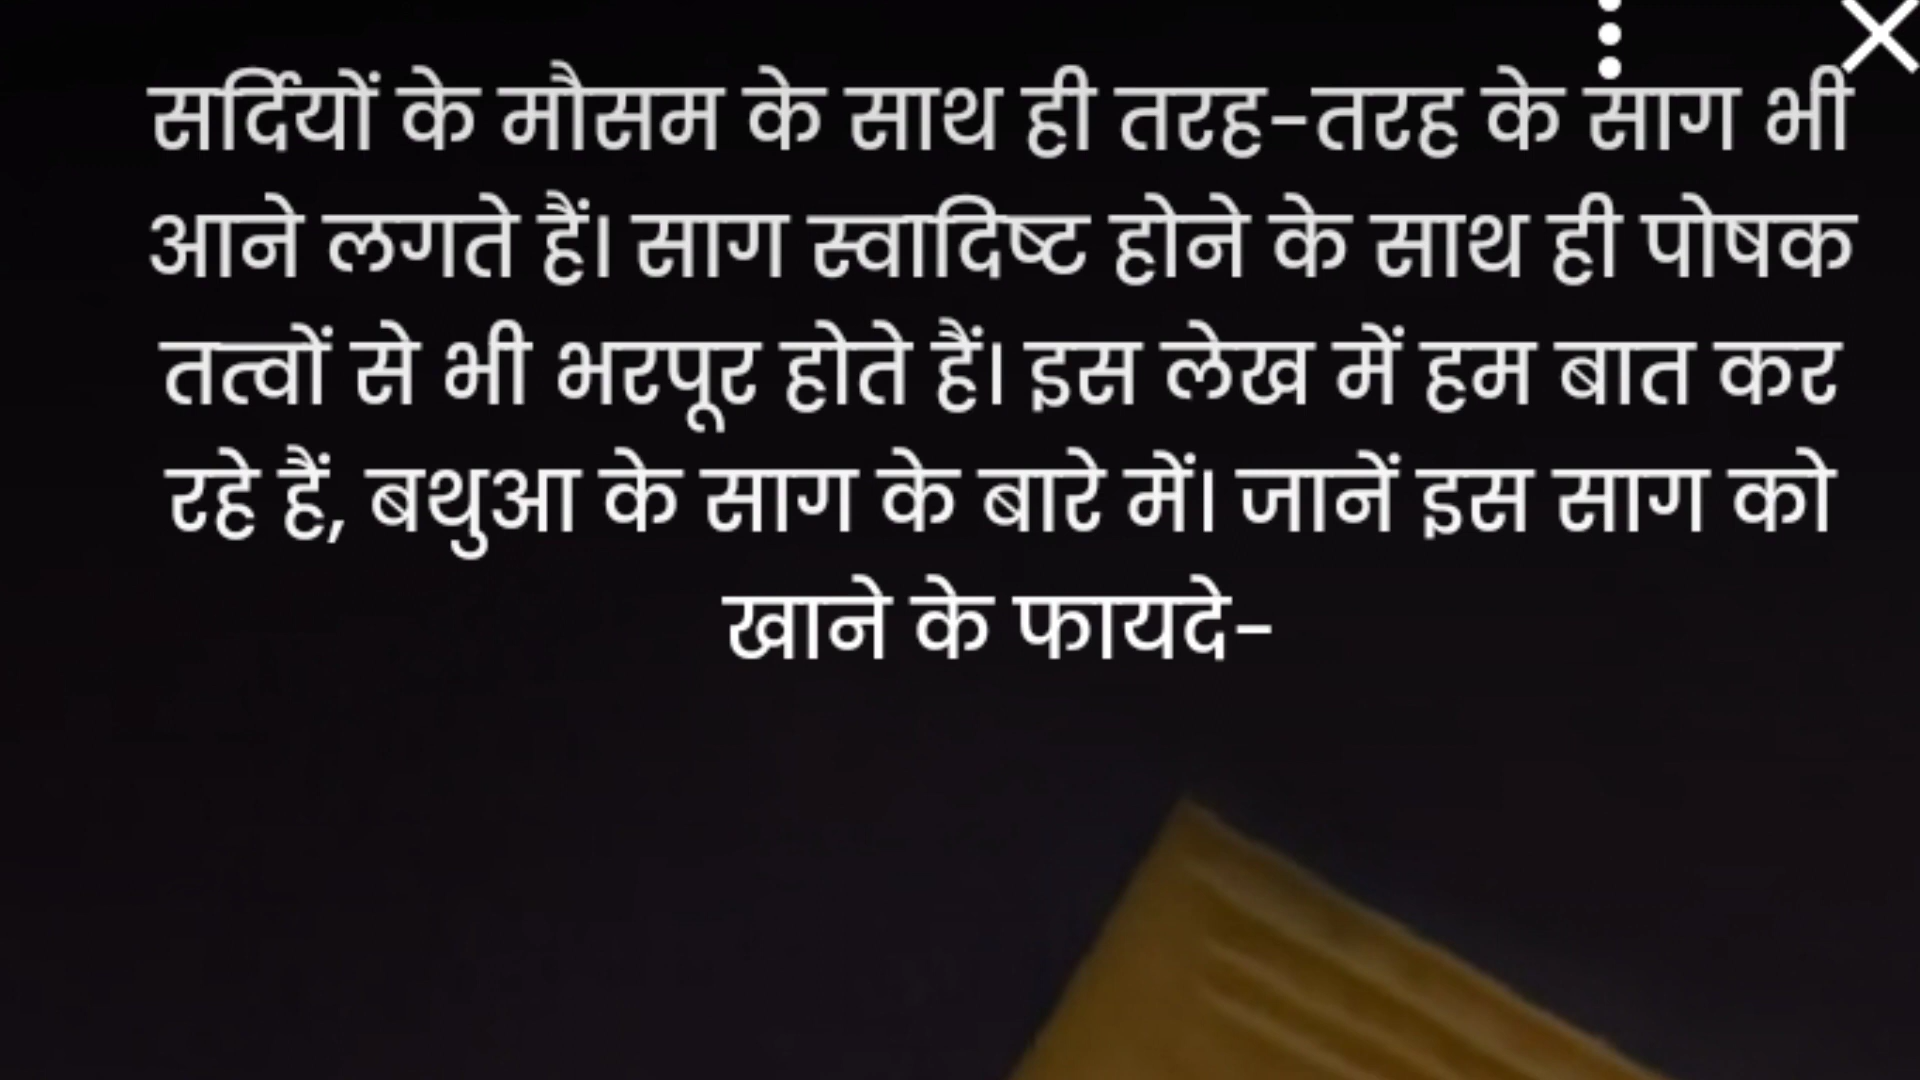 सर्दियों के मौसम के साथ ही तरह-तरह के साग भी
आने लगते हैं। साग स्वादिष्ट होने के साथ ही पोषक
तत्वों से भी भरपूर होते हैं। इस लेख में हम बात कर
रहे हैं, बथुआ के साग के बारे में। जानें इस साग को
खाने के फायदे-